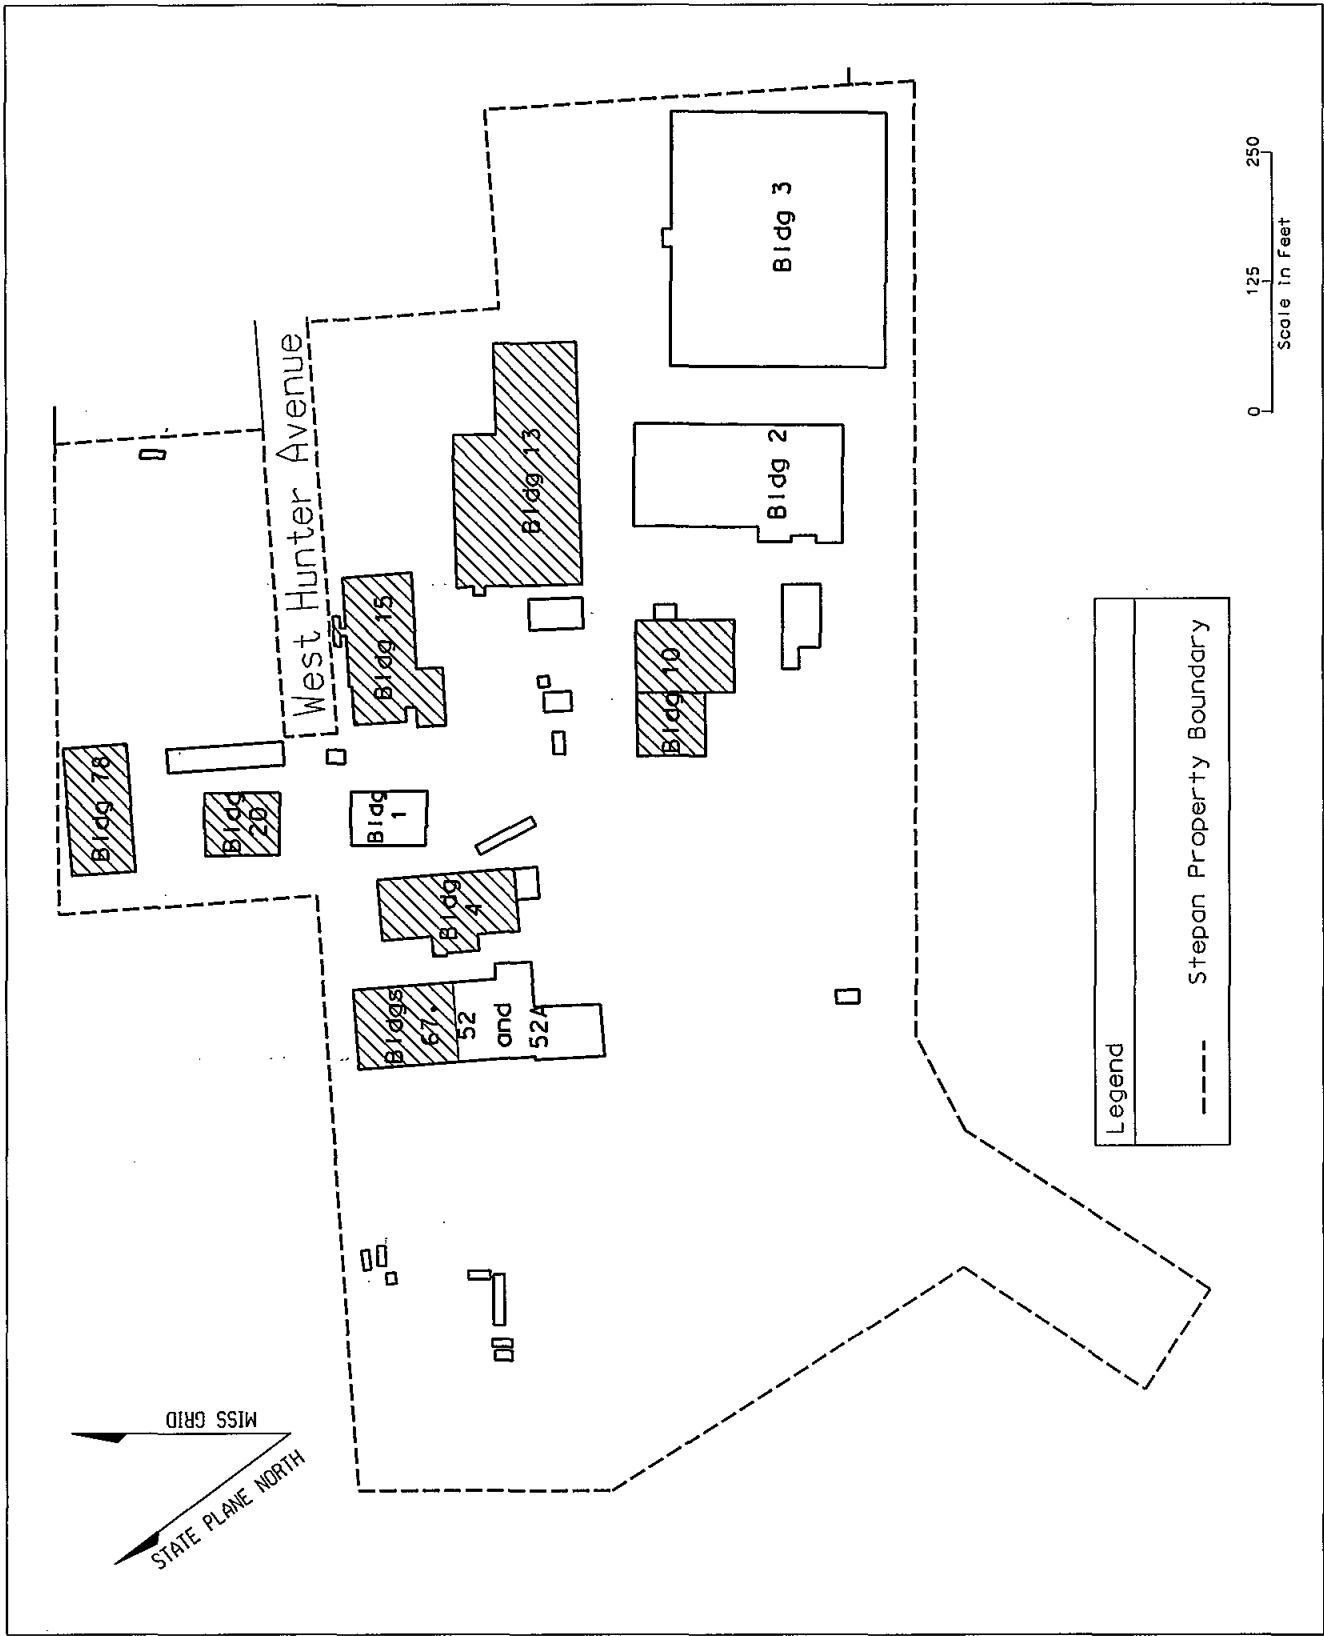 MISS GRID
STATE PLANE NORTH
Bldg 78
Bldg
20
West Hunter Avenue
Bldg 15
Bldg
1
Bldg
4
Bldgs
67,
52
and
52A
Bldg 13
Bldg 10
Bldg 2
Bldg 3
Legend
Stepan Property Boundary
0
125
250
Scale in Feet